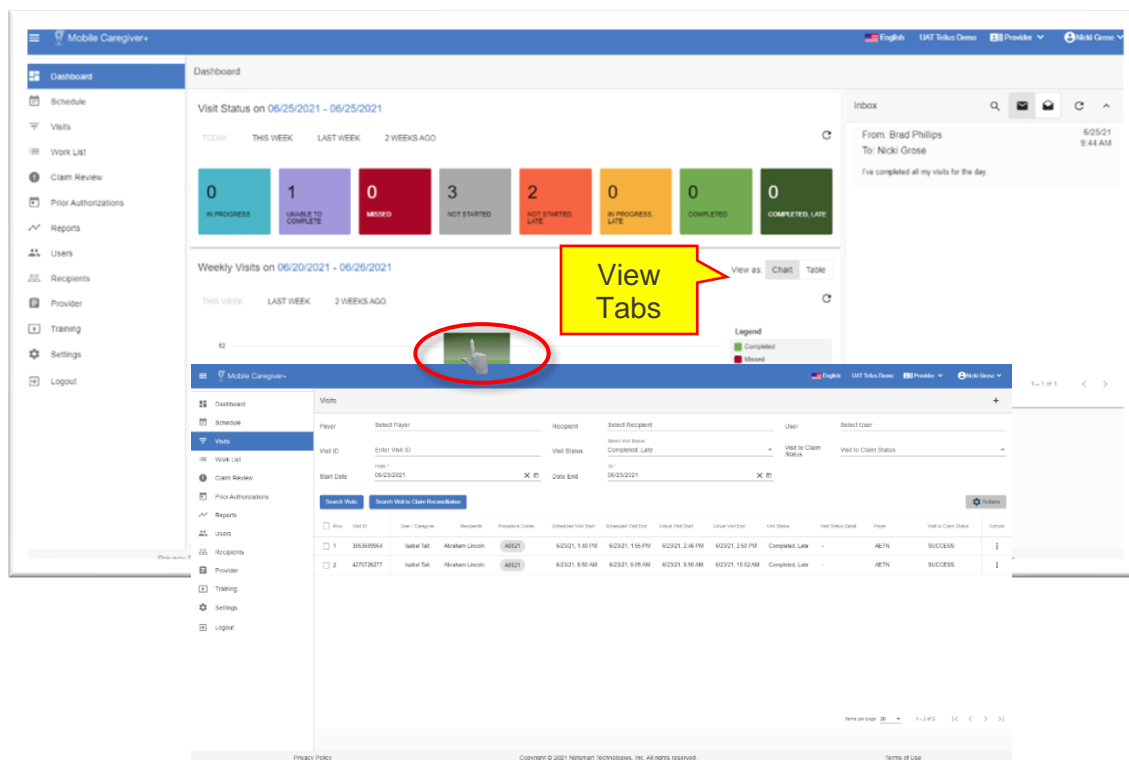 Mobile Caregiver+
English UAT Tellus Demo Provider Nicki Grose
Dashboard
Schedule
Visits
Work List
Claim Review
Prior Authorizations
Reports
Users
Recipients
Provider
Training
Settings
Logout
Dashboard
Visit Status on 06/25/2021 - 06/25/2021
TODAY THIS WEEK LAST WEEK 2 WEEKS AGO
0 IN PROGRESS
1 UNABLE TO COMPLETE
0 MISSED
3 NOT STARTED
2 NOT STARTED, LATE
0 IN PROGRESS, LATE
0 COMPLETED
0 COMPLETED, LATE
Inbox
From: Brad Phillips 6/25/21
To: Nicki Grose 9:44 AM
I've completed all my visits for the day.
1 – 1 of 1
Weekly Visits on 06/20/2021 - 06/26/2021
View as: Chart Table
THIS WEEK LAST WEEK 2 WEEKS AGO
View
Tabs
Legend
Completed
Missed
12
Mobile Caregiver+
English UAT Tellus Demo Provider Nicki Grose
Dashboard
Schedule
Visits
Work List
Claim Review
Prior Authorizations
Reports
Users
Recipients
Provider
Training
Settings
Logout
Visits +
Payer Select Payer Recipient Select Recipient User Select User
Visit ID Enter Visit ID Visit Status Select Visit Status Completed, Late Visit to Claim Status Visit to Claim Status
Start Date From * 06/23/2021 Date End To * 06/23/2021
Search Visits Search Visit to Claim Reconciliation Actions
Row Visit ID User / Caregiver Recipients Procedure Codes Scheduled Visit Start Scheduled Visit End Actual Visit Start Actual Visit End Visit Status Visit Status Detail Payer Visit to Claim Status Actions
1 Isabel Tait Abraham Lincoln A0021 6/23/21, 1:40 PM 6/23/21, 1:55 PM 6/23/21, 2:46 PM 6/23/21, 2:50 PM Completed, Late - AETN SUCCESS
2 4270726277 Isabel Tait Abraham Lincoln A0021 6/23/21, 8:50 AM 6/23/21, 9:05 AM 6/23/21, 9:50 AM 6/23/21, 10:02 AM Completed, Late - AETN SUCCESS
Items per page: 20 1 – 2 of 2
Privacy Policy Copyright © 2021 Netsmart Technologies, Inc. All rights reserved. Terms of Use